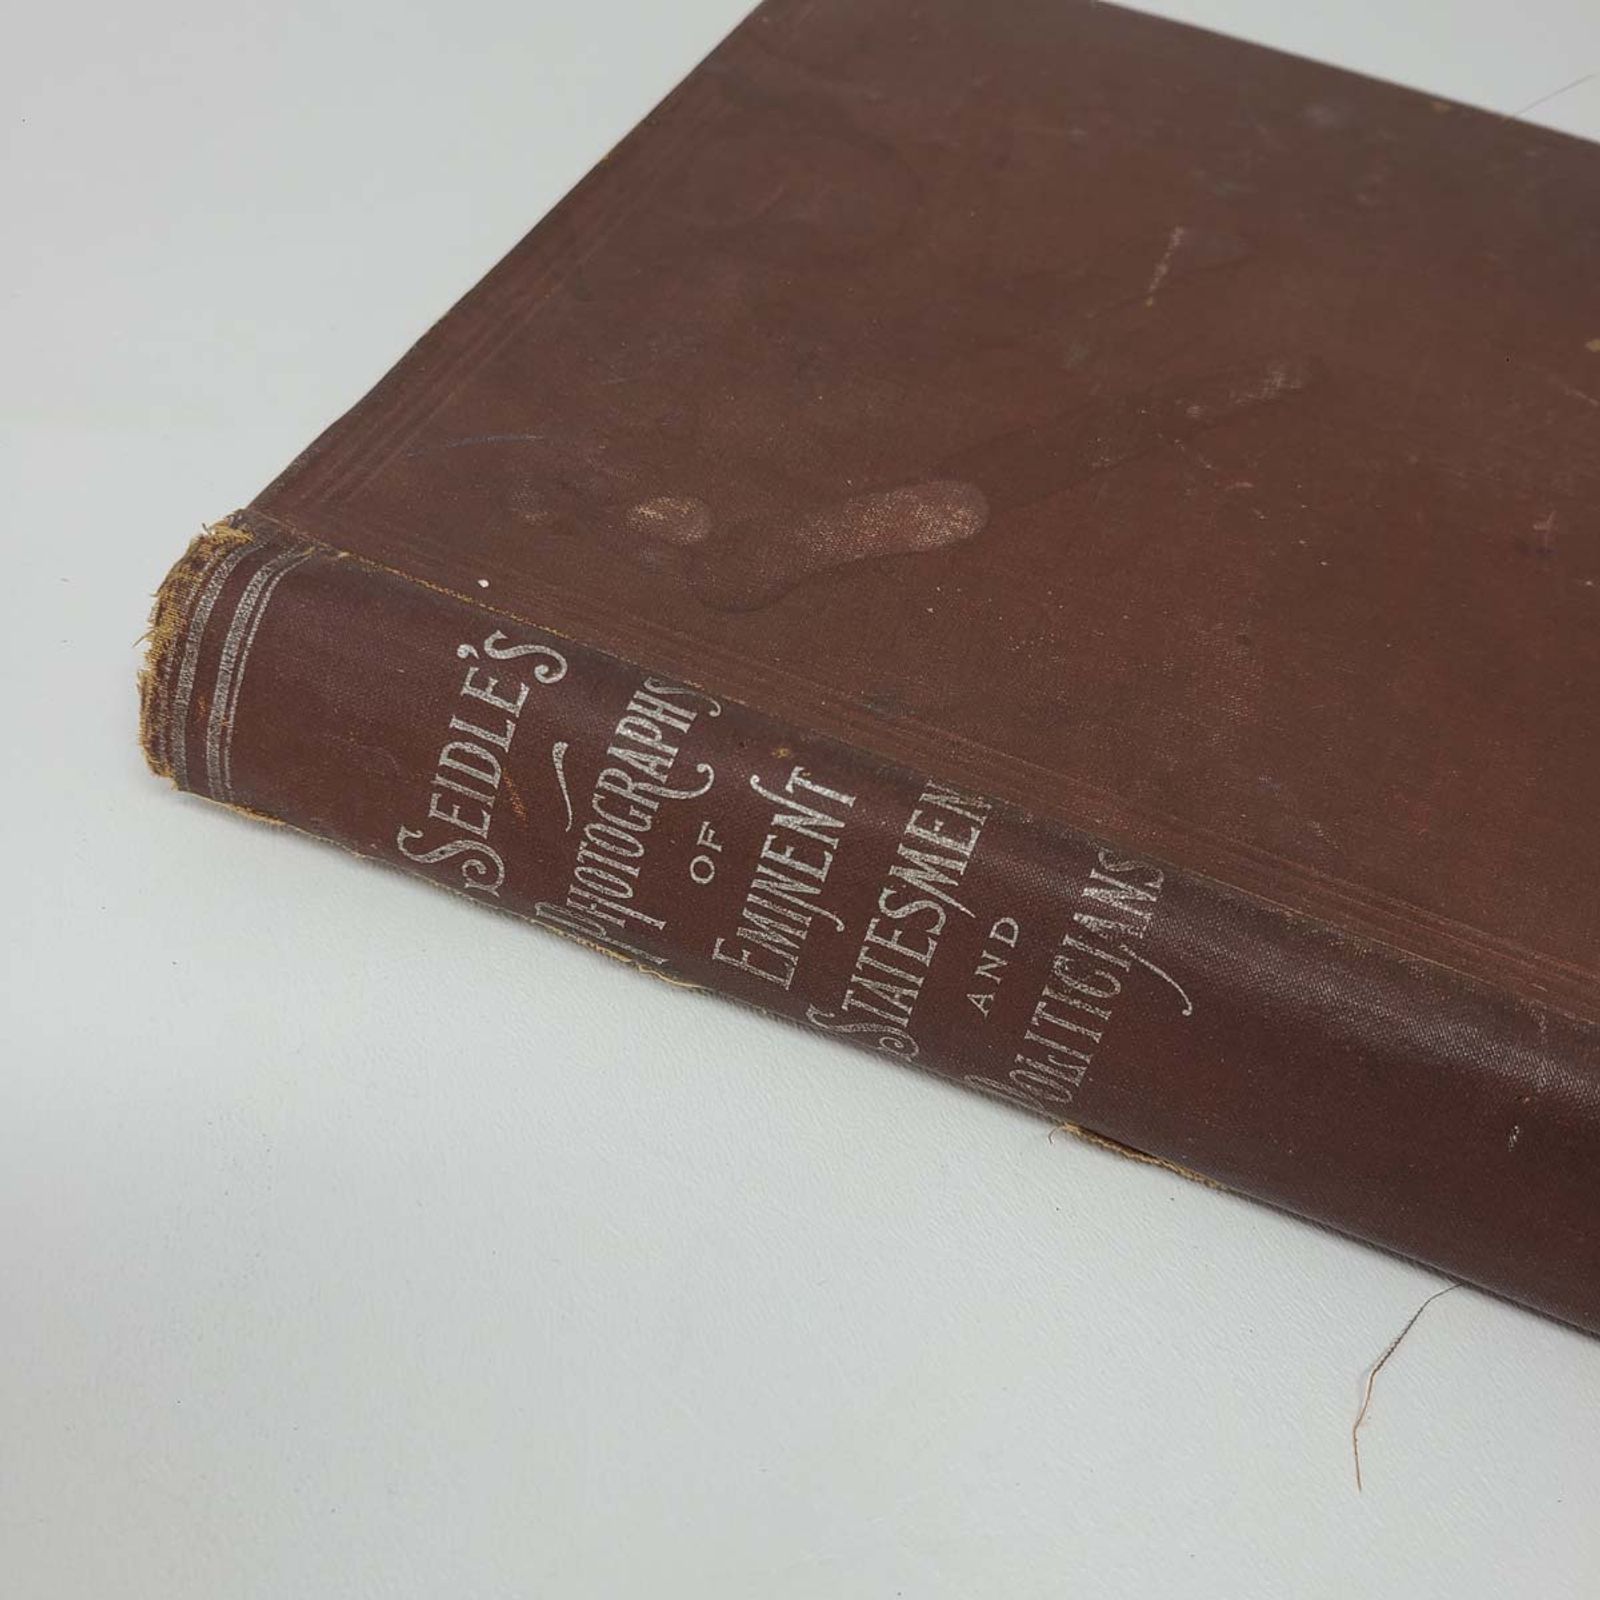 SEIDLE'S
PHOTOGRAPHS
OF
EMINENT
STATESMEN
AND
POLITICIANS